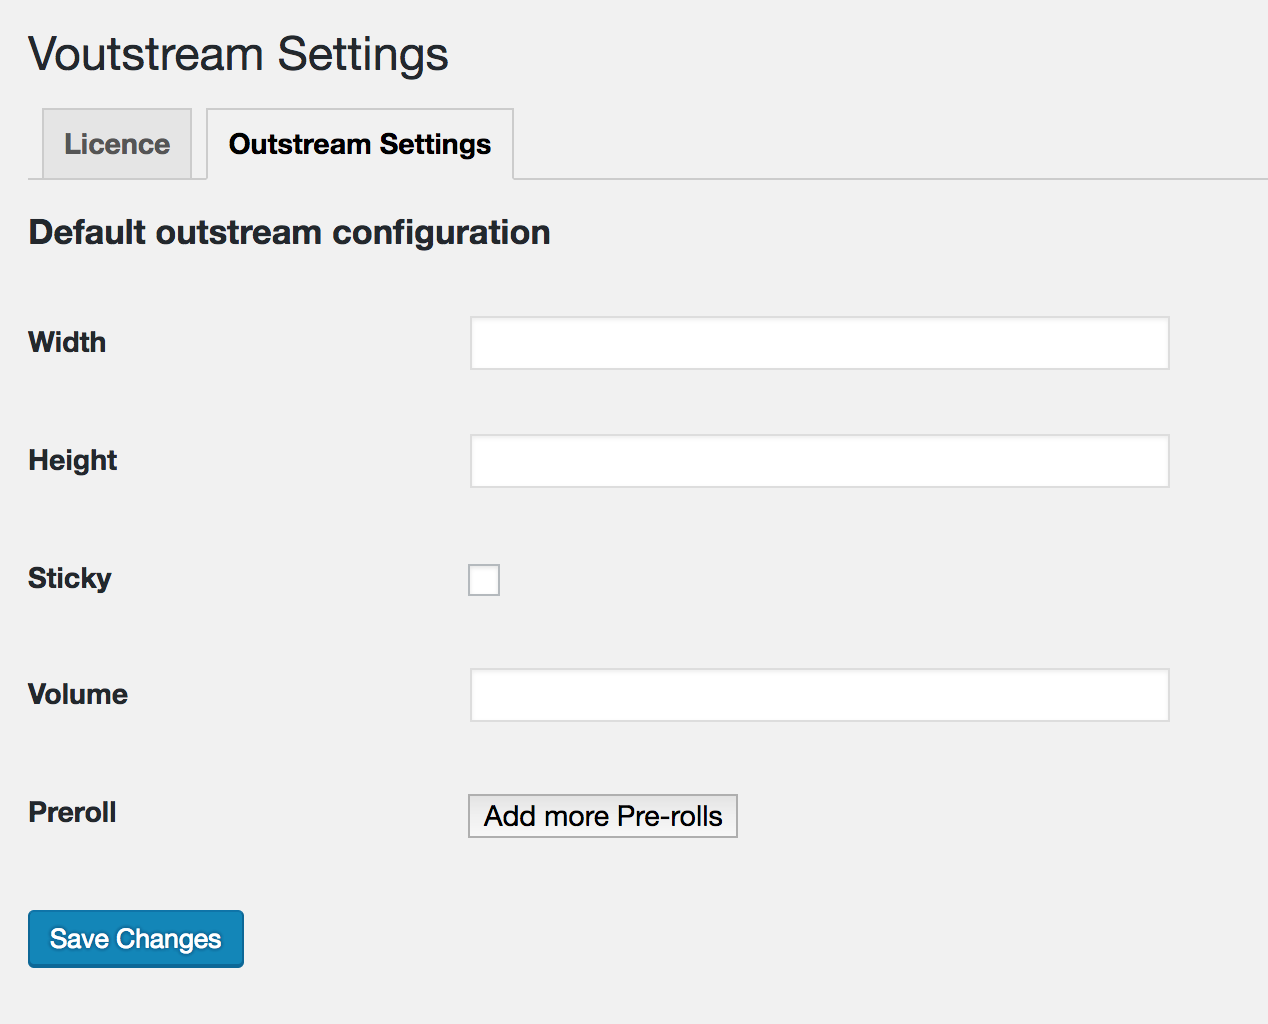 Voutstream Settings
Licence
Outstream Settings
Default outstream configuration
Width
Height
Sticky
Volume
Preroll
Add more Pre-rolls
Save Changes